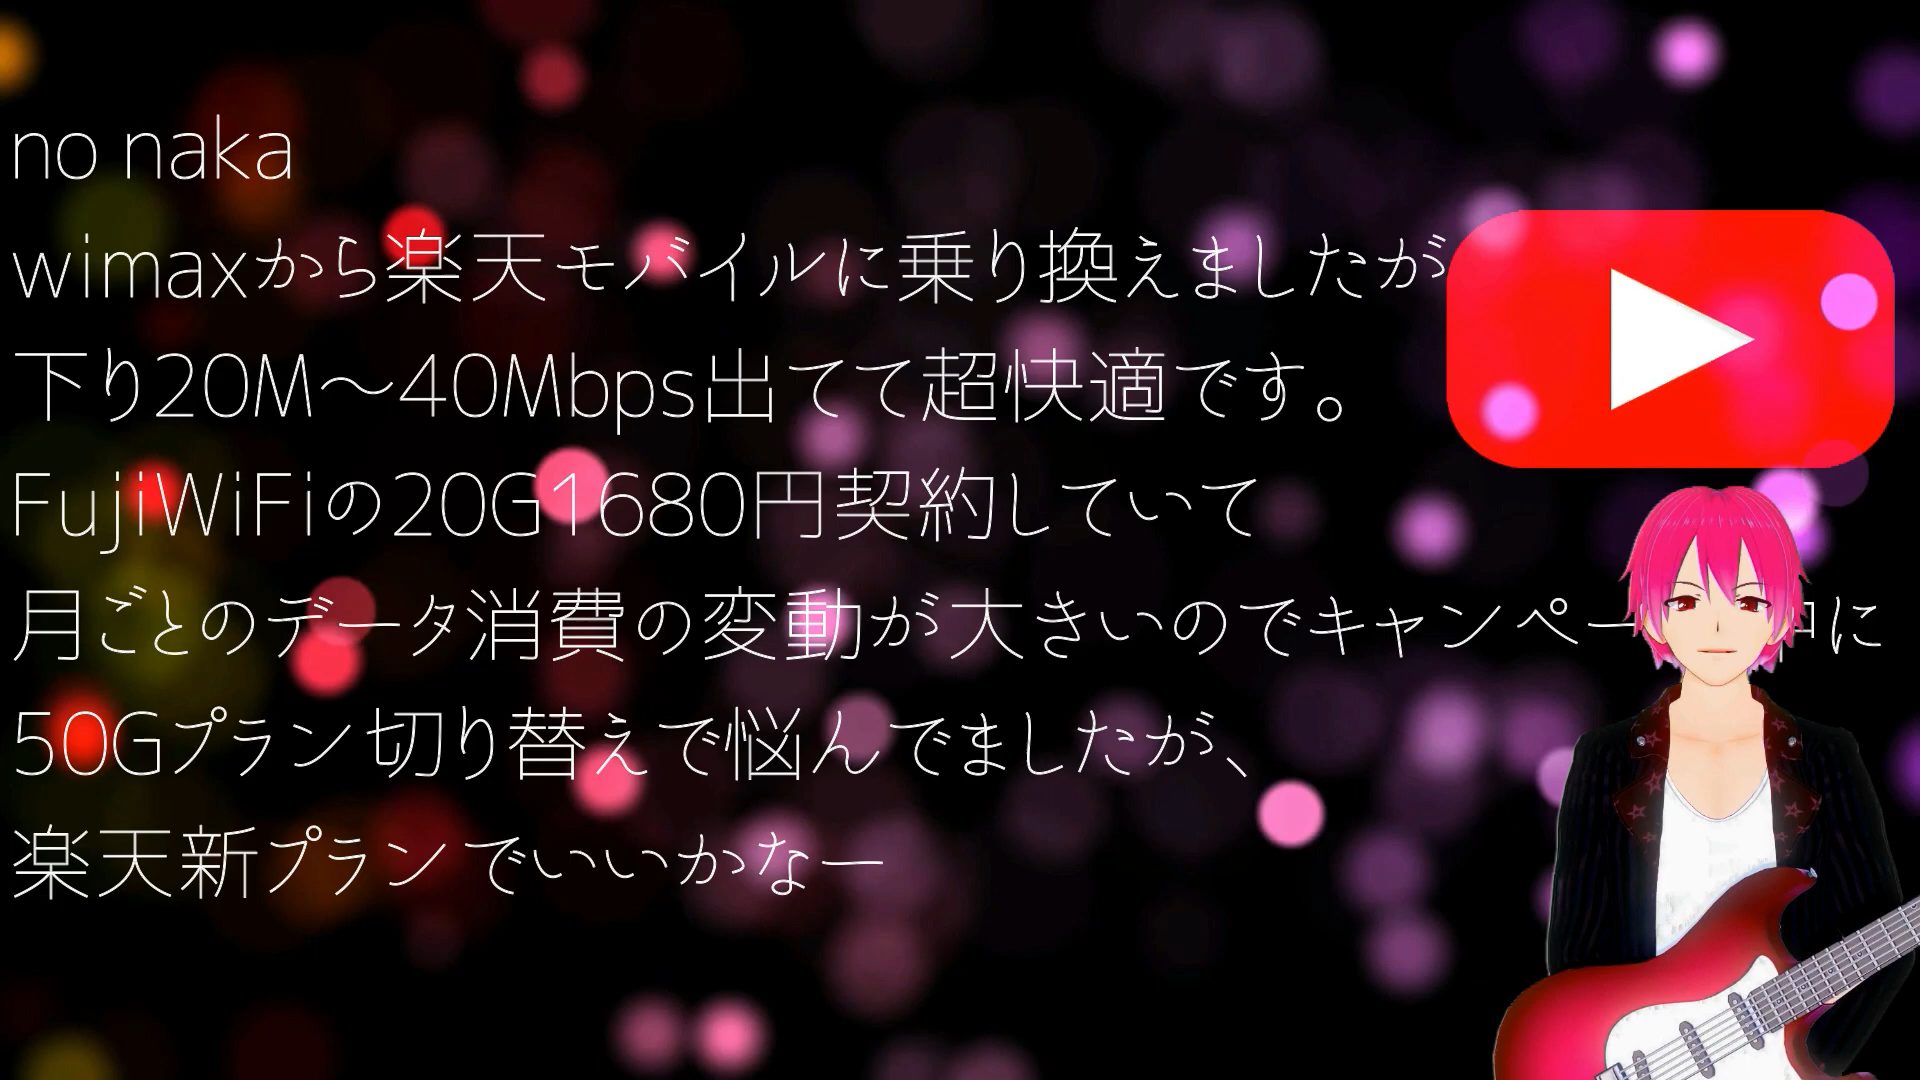 no naka
wimaxから楽天モバイルに乗り換えましたが
下り20M～40Mbps出てて超快適です。
FujiWiFiの20G1680円契約していて
月ごとのデータ消費の変動が大きいのでキャンペー中に
50Gプラン切り替えで悩んでましたが、
楽天新プランでいいかなー